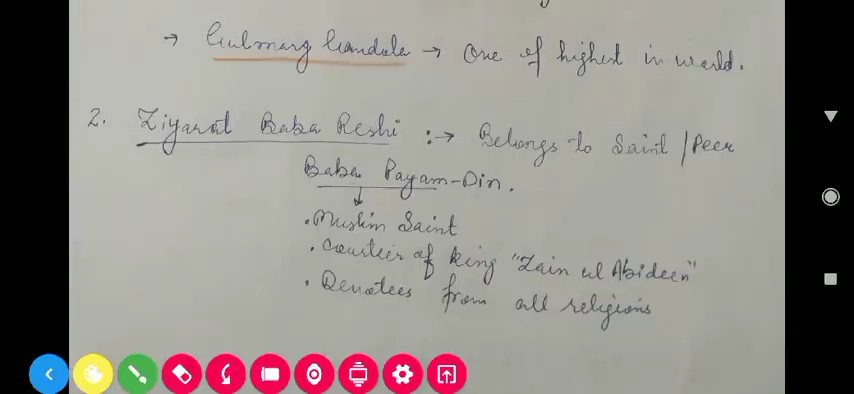 → Gulmarg Gondola → One of highest in world.
2. Ziyarat Baba Reshi :→ Belongs to Saint / Peer
Baba Payam-Din.
• Muslim Saint
• Courtier of king "Zain ul Abideen"
• Devotees from all religions